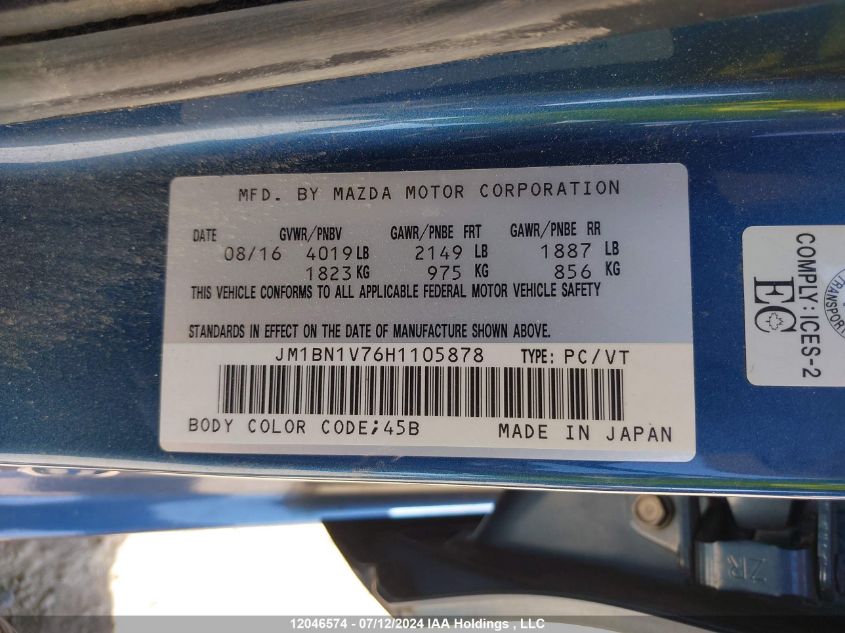 MFD. BY MAZDA MOTOR CORPORATION
DATE GVWR/PNBV GAWR/PNBE FRT GAWR/PNBE RR
08/16 4019LB 2149 LB 1887 LB
1823KG 975 KG 856 KG
THIS VEHICLE CONFORMS TO ALL APPLICABLE FEDERAL MOTOR VEHICLE SAFETY
STANDARDS IN EFFECT ON THE DATE OF MANUFACTURE SHOWN ABOVE.
JM1BN1V76H1105878 TYPE: PC/VT
BODY COLOR CODE;45B MADE IN JAPAN
COMPLY: ICES-2
EC
TRANSPORT
ZR
12046574 - 07/12/2024 IAA Holdings , LLC